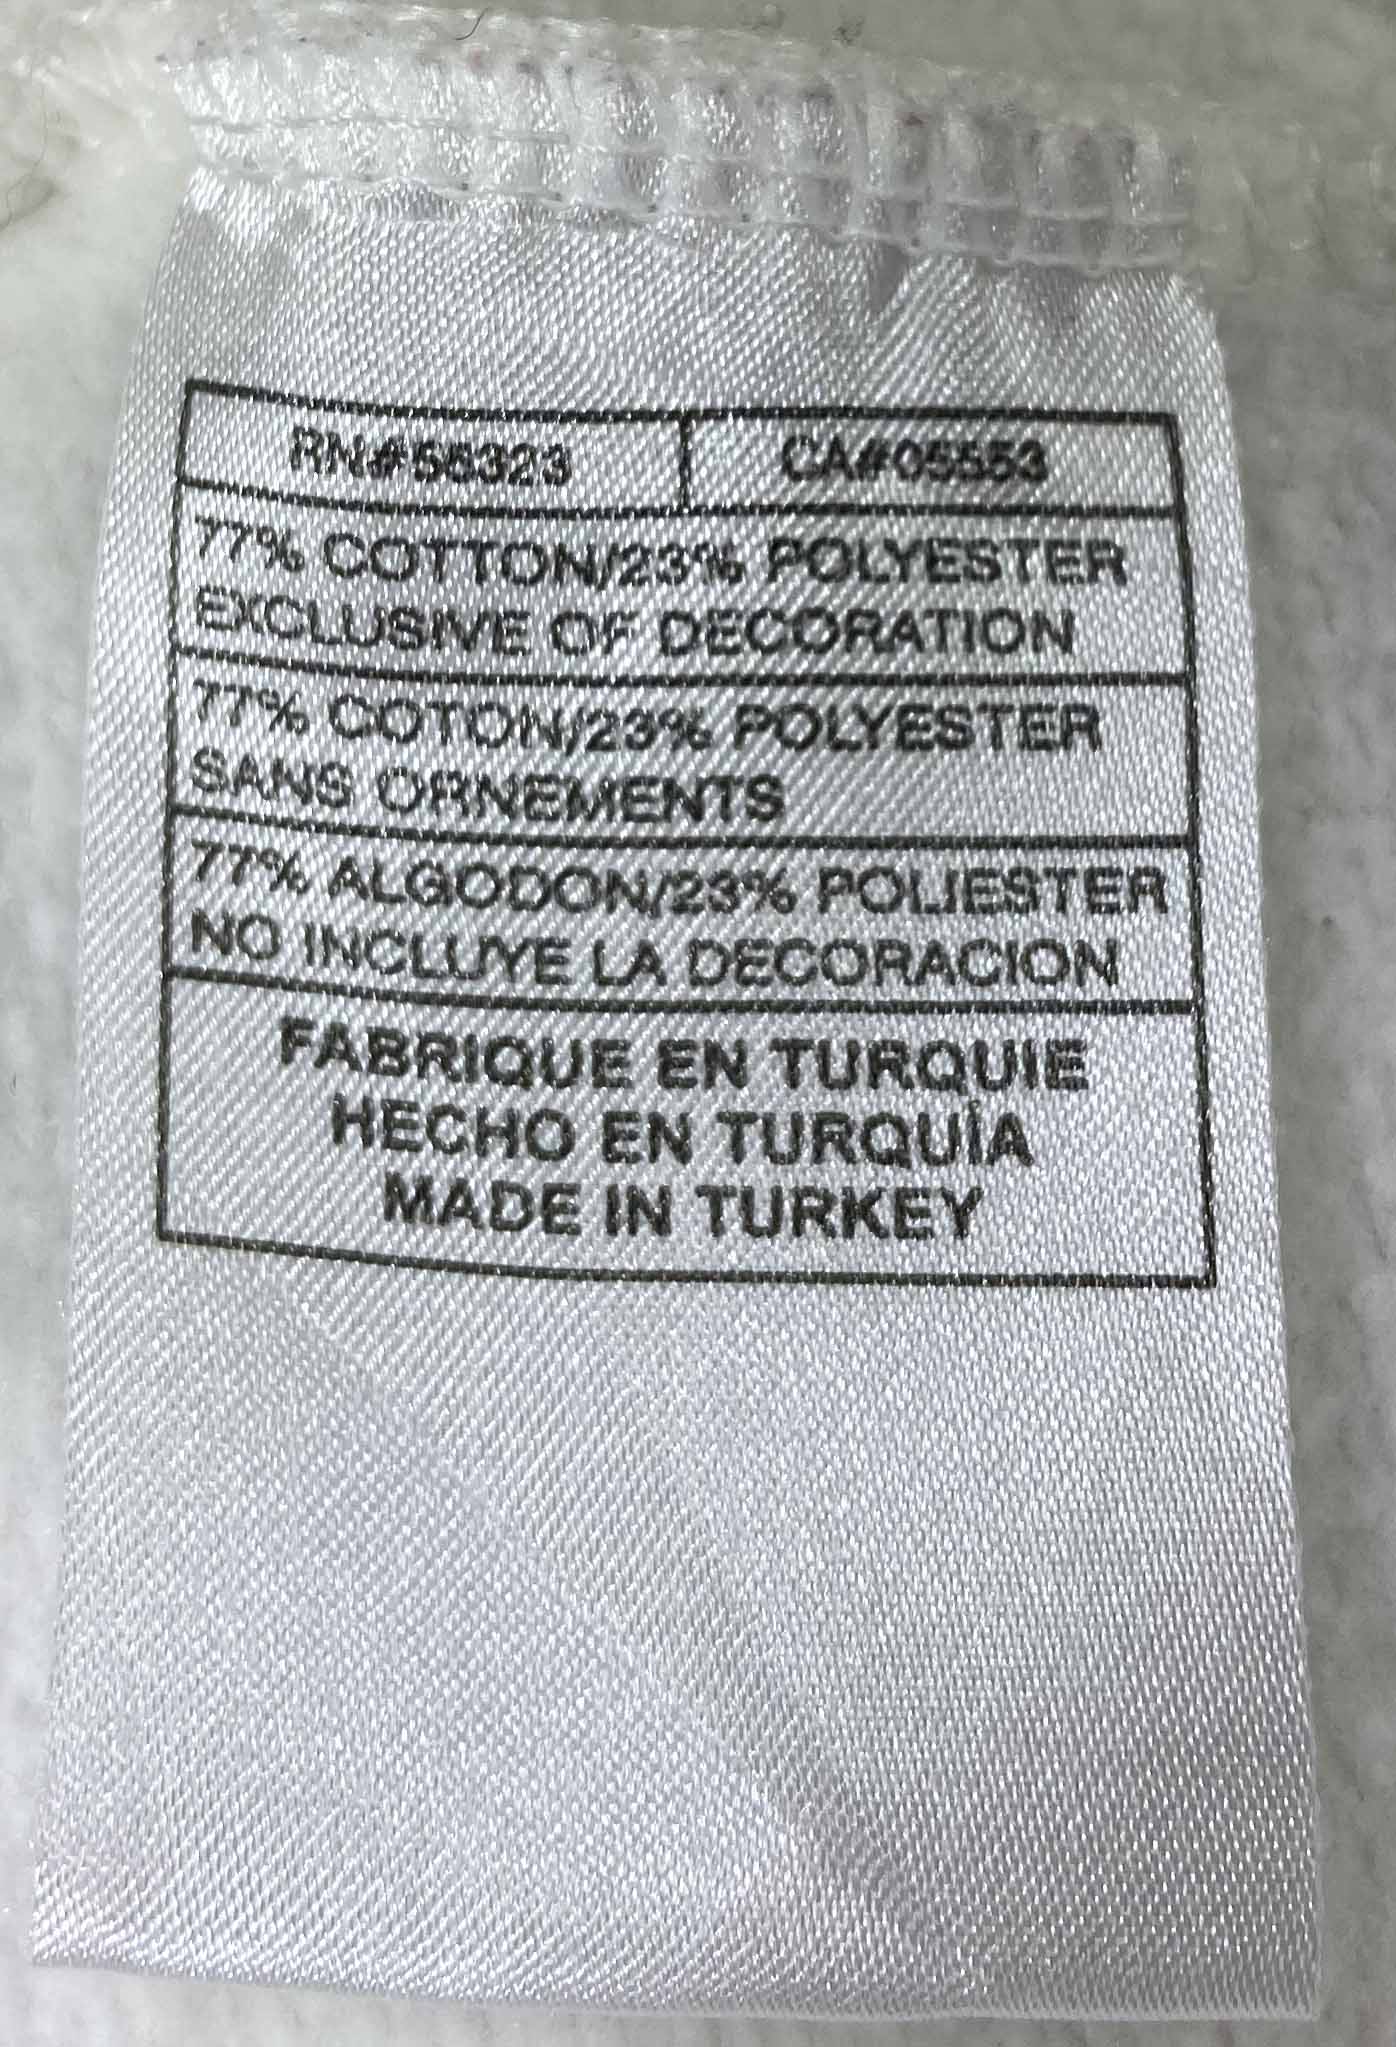 RN#55323 CA#05553
77% COTTON/23% POLYESTER
EXCLUSIVE OF DECORATION
77% COTON/23% POLYESTER
SANS ORNEMENTS
77% ALGODON/23% POLIESTER
NO INCLUYE LA DECORACION
FABRIQUE EN TURQUIE
HECHO EN TURQUÍA
MADE IN TURKEY